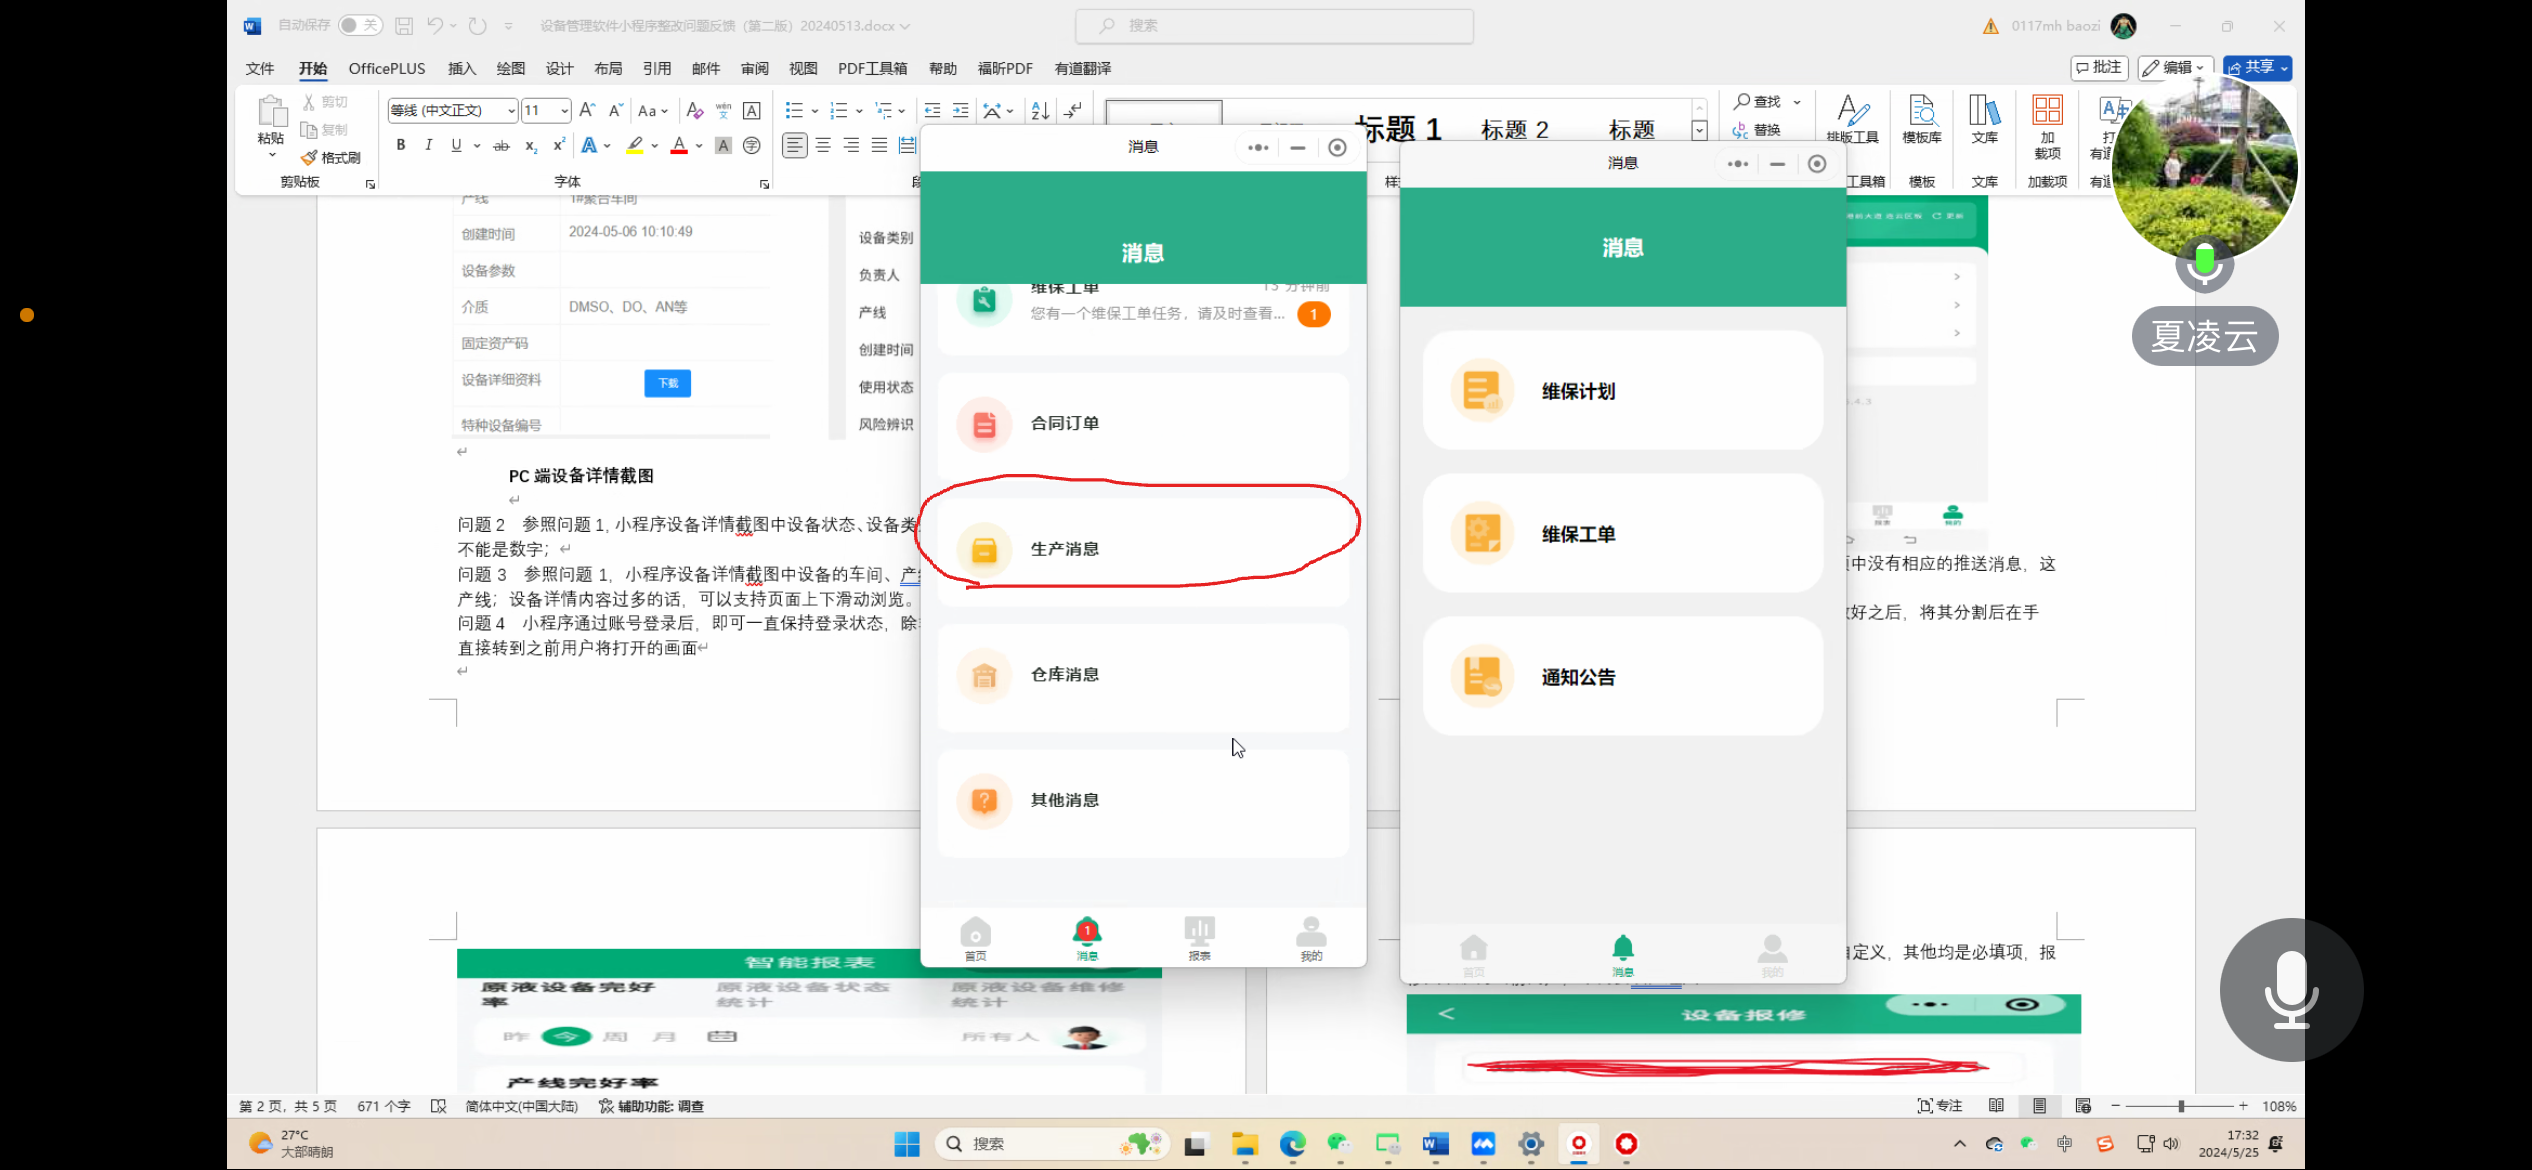 自动保存 关
设备管理软件小程序整改问题反馈（第二版）20240513.docx
搜索
0117mh baozi
文件 开始 OfficePLUS 插入 绘图 设计 布局 引用 邮件 审阅 视图 PDF工具箱 帮助 福昕PDF 有道翻译
批注 编辑 共享
粘贴 剪切 复制 格式刷
等线 (中文正文) 11
标题 1 标题 2 标题
查找 替换
排版工具 模板库 文库 加载项
剪贴板 字体 工具箱 模板 文库 加载项
创建时间 2024-05-06 10:10:49
设备参数
介质 DMSO、DO、AN等
固定资产码
设备详细资料 下载
特种设备编号
设备类别
负责人
产线
创建时间
使用状态
风险辨识
PC 端设备详情截图
问题 2 参照问题 1，小程序设备详情截图中设备状态、设备类
不能是数字；
问题 3 参照问题 1，小程序设备详情截图中设备的车间、产
产线；设备详情内容过多的话，可以支持页面上下滑动浏览。
问题 4 小程序通过账号登录后，即可一直保持登录状态，除
直接转到之前用户将打开的画面
消息
消息
维保工单 13 分钟前
您有一个维保工单任务，请及时查看... 1
合同订单
生产消息
仓库消息
其他消息
首页 消息 1 报表 我的
消息
消息
维保计划
维保工单
通知公告
首页 消息 我的
更新
报表 我的
中没有相应的推送消息，这
好之后，将其分割后在手
夏凌云
智能报表
原液设备完好率 原液设备状态统计 原液设备维修统计
昨 今 周 月 所有人
产线完好率
定义，其他均是必填项，报
设备报修
第 2 页，共 5 页 671 个字 简体中文(中国大陆) 辅助功能: 调查
专注 108%
27°C
大部晴朗
搜索
中
17:32
2024/5/25